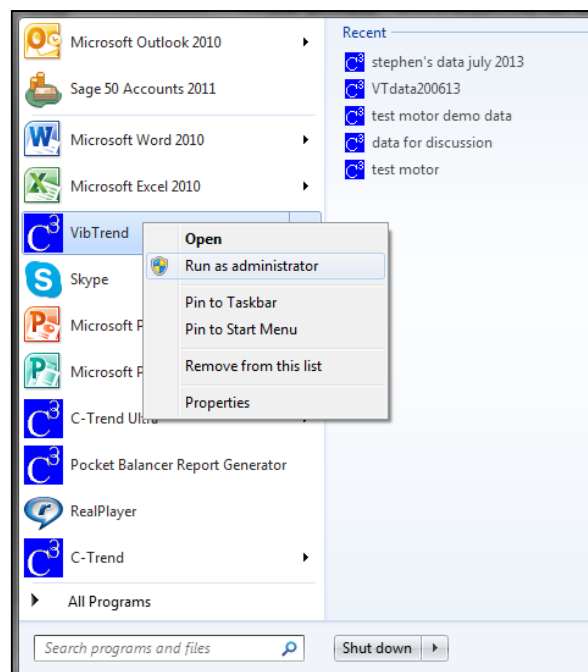 Microsoft Outlook 2010
Sage 50 Accounts 2011
Microsoft Word 2010
Microsoft Excel 2010
VibTrend
Skype
Microsoft P
Microsoft P
C-Trend Ultra
Pocket Balancer Report Generator
RealPlayer
C-Trend
All Programs
Search programs and files
Shut down
Open
Run as administrator
Pin to Taskbar
Pin to Start Menu
Remove from this list
Properties
Recent
stephen's data july 2013
VTdata200613
test motor demo data
data for discussion
test motor